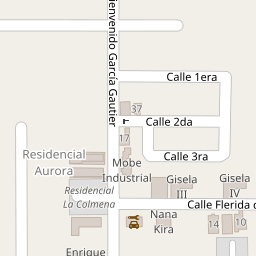 envenido García Gautier
Calle 1era
37
Calle 2da
17
Calle 3ra
Residencial
Aurora
Mobe
Industrial
Gisela
III
Gisela
IV
Residencial
La Colmena
Calle Flerida d
Nana
Kira
14
10
Enrique